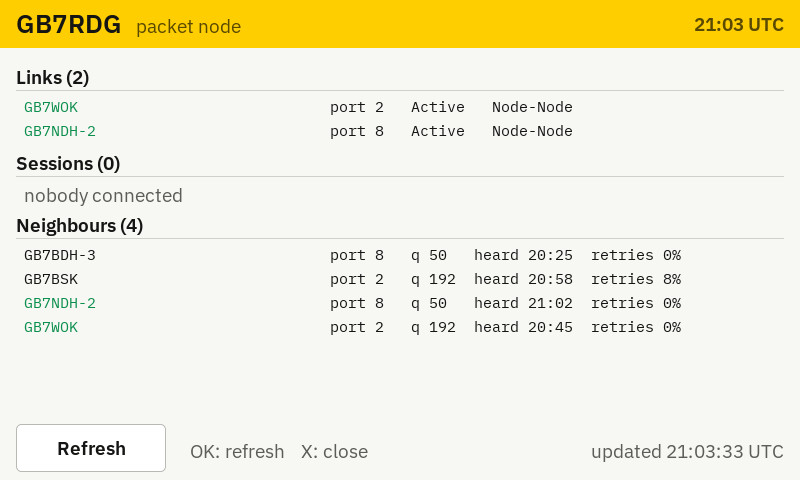 GB7RDG packet node 21:03 UTC
Links (2)
GB7WOK port 2 Active Node-Node
GB7NDH-2 port 8 Active Node-Node
Sessions (0)
nobody connected
Neighbours (4)
GB7BDH-3 port 8 q 50 heard 20:25 retries 0%
GB7BSK port 2 q 192 heard 20:58 retries 8%
GB7NDH-2 port 8 q 50 heard 21:02 retries 0%
GB7WOK port 2 q 192 heard 20:45 retries 0%
Refresh OK: refresh X: close updated 21:03:33 UTC